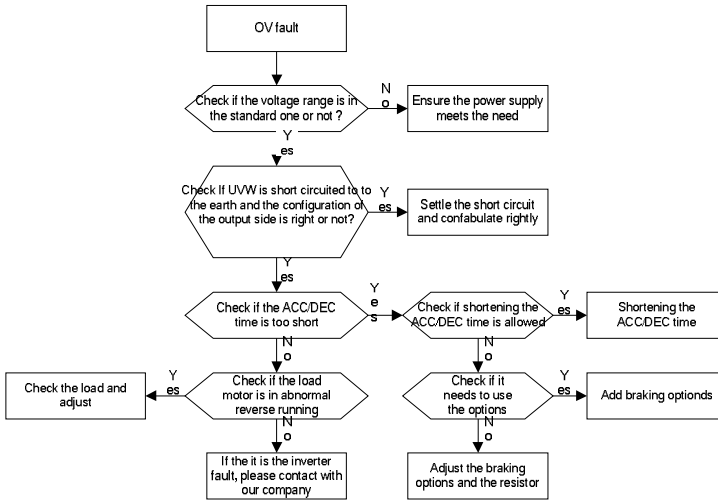 OV fault
Check if the voltage range is in
the standard one or not ?
N
o
Ensure the power supply
meets the need
Y
es
Check If UVW is short circuited to to
the earth and the configuration of
the output side is right or not?
Y
es
Settle the short circuit
and confabulate rightly
Y
es
Check if the ACC/DEC
time is too short
Y
e
s
Check if shortening the
ACC/DEC time is allowed
Y
es
Shortening the
ACC/DEC time
N
o
N
o
Check the load and
adjust
Y
es
Check if the load
motor is in abnormal
reverse running
Check if it
needs to use
the options
Y
es
Add braking optionds
N
o
N
o
If the it is the inverter
fault, please contact with
our company
Adjust the braking
options and the resistor